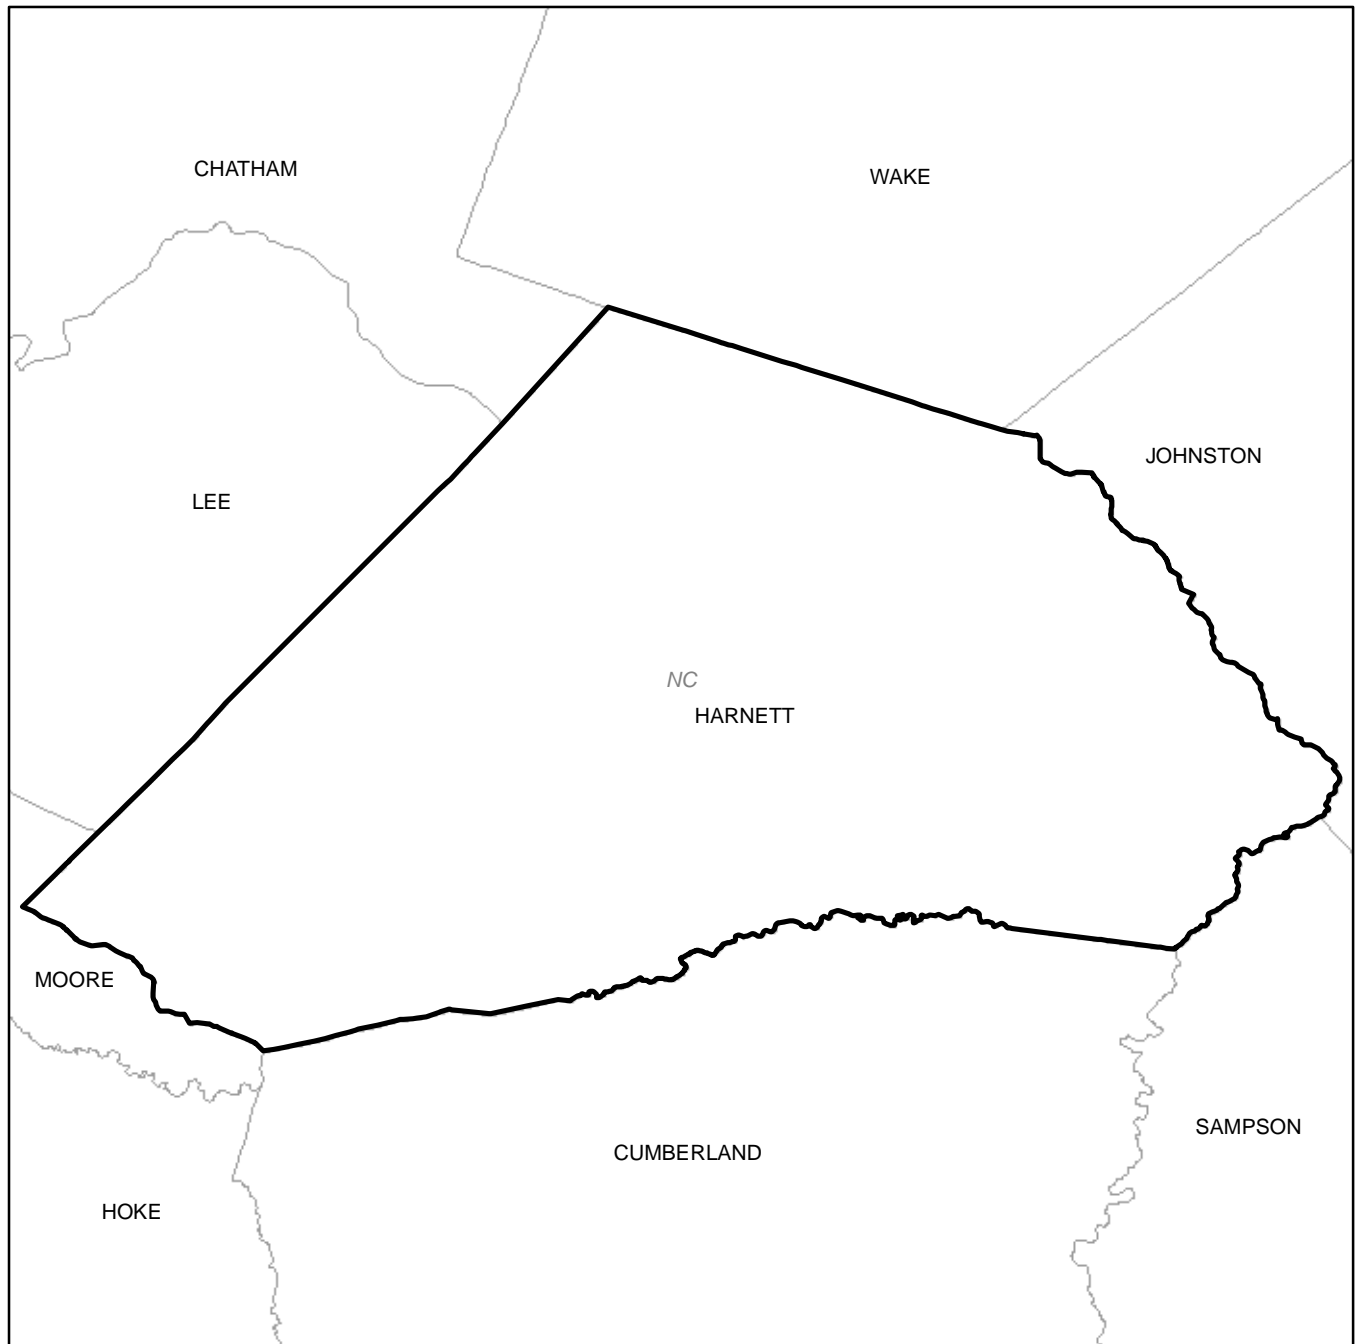 CHATHAM
WAKE
JOHNSTON
LEE
NC
HARNETT
MOORE
SAMPSON
CUMBERLAND
HOKE